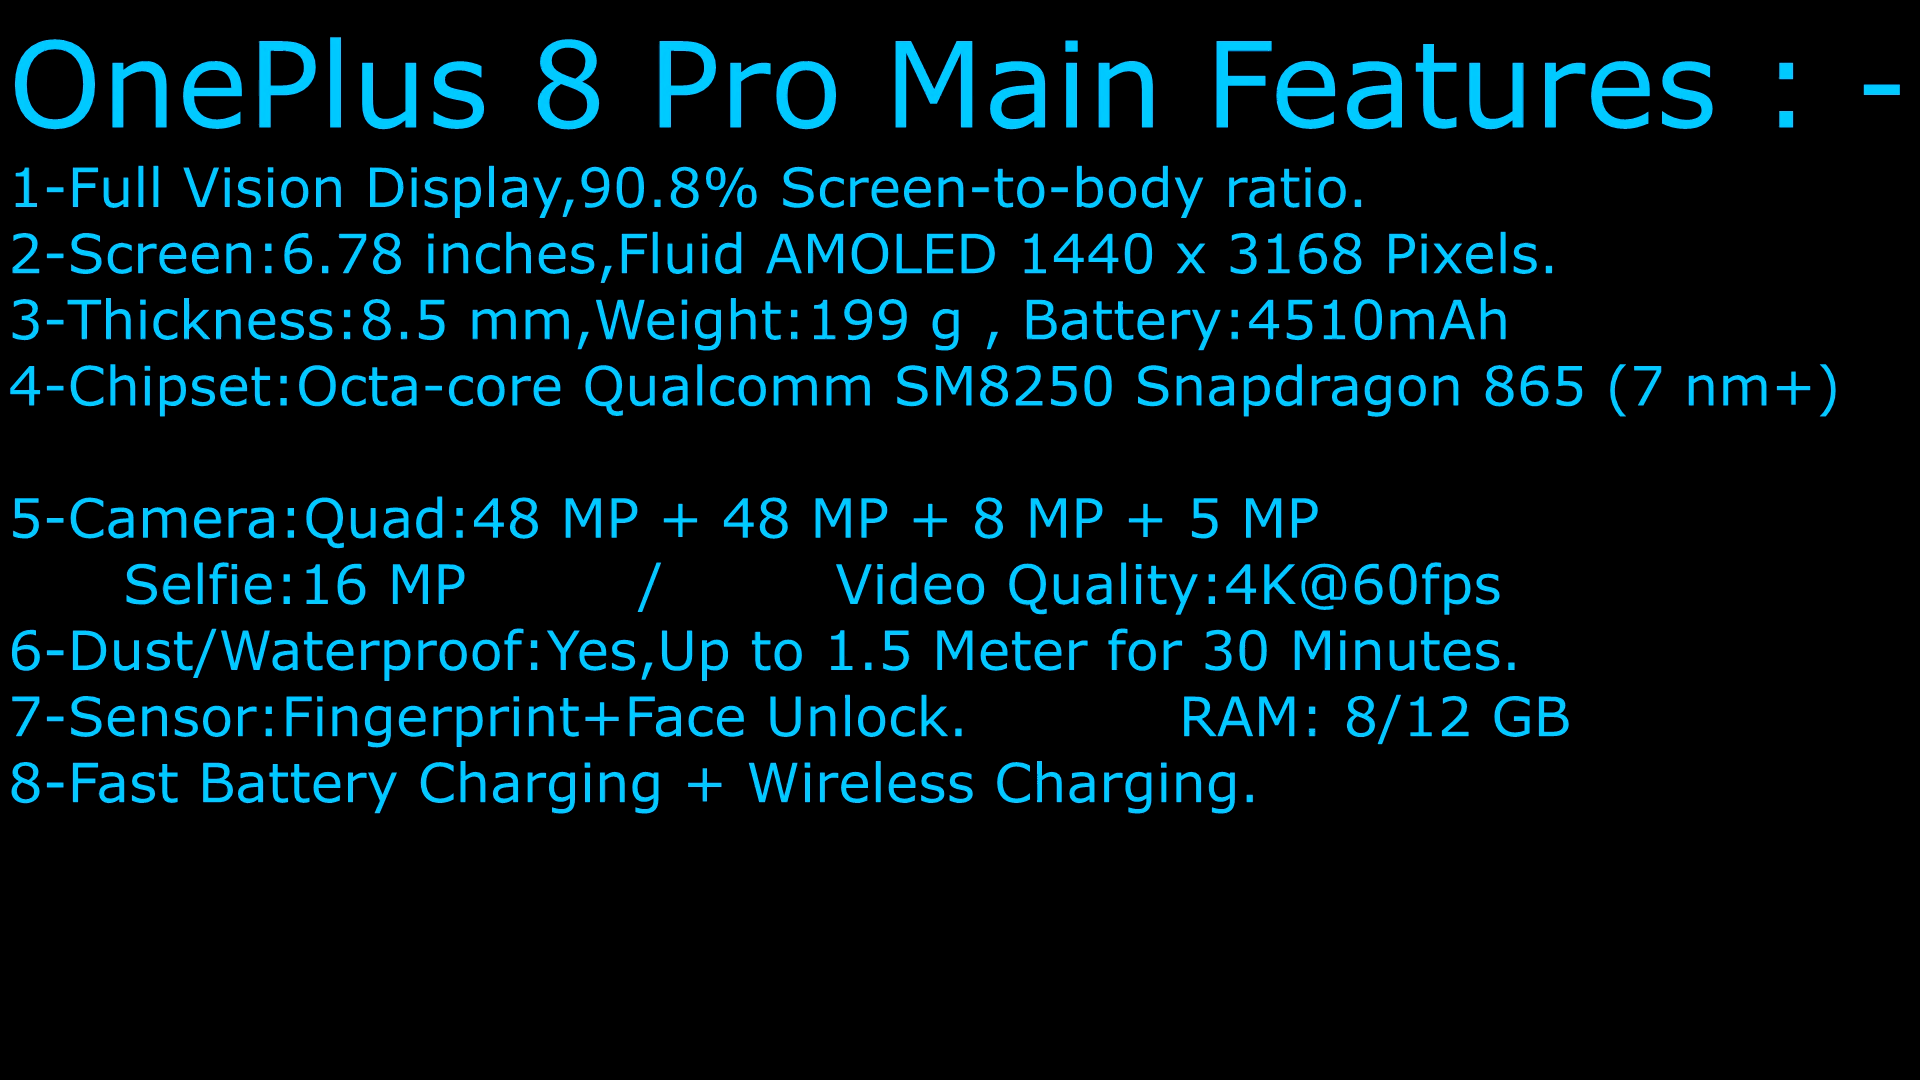 OnePlus 8 Pro Main Features : -
1-Full Vision Display,90.8% Screen-to-body ratio.
2-Screen:6.78 inches,Fluid AMOLED 1440 x 3168 Pixels.
3-Thickness:8.5 mm,Weight:199 g , Battery:4510mAh
4-Chipset:Octa-core Qualcomm SM8250 Snapdragon 865 (7 nm+)
5-Camera:Quad:48 MP + 48 MP + 8 MP + 5 MP
Selfie:16 MP / Video Quality:4K@60fps
6-Dust/Waterproof:Yes,Up to 1.5 Meter for 30 Minutes.
7-Sensor:Fingerprint+Face Unlock. RAM: 8/12 GB
8-Fast Battery Charging + Wireless Charging.